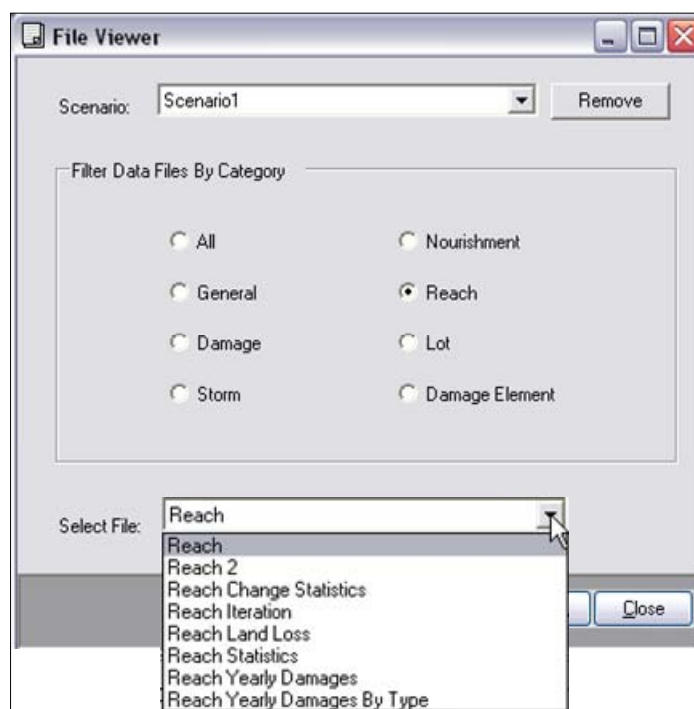 File Viewer
Scenario: Scenario1 Remove
Filter Data Files By Category
All Nourishment
General Reach
Damage Lot
Storm Damage Element
Select File: Reach
Reach
Reach 2
Reach Change Statistics
Reach Iteration
Close
Reach Land Loss
Reach Statistics
Reach Yearly Damages
Reach Yearly Damages By Type